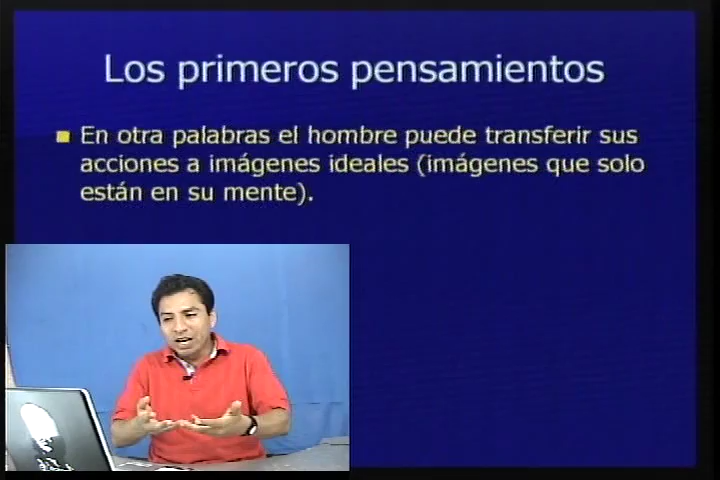 Los primeros pensamientos
En otra palabras el hombre puede transferir sus
acciones a imágenes ideales (imágenes que solo
están en su mente).